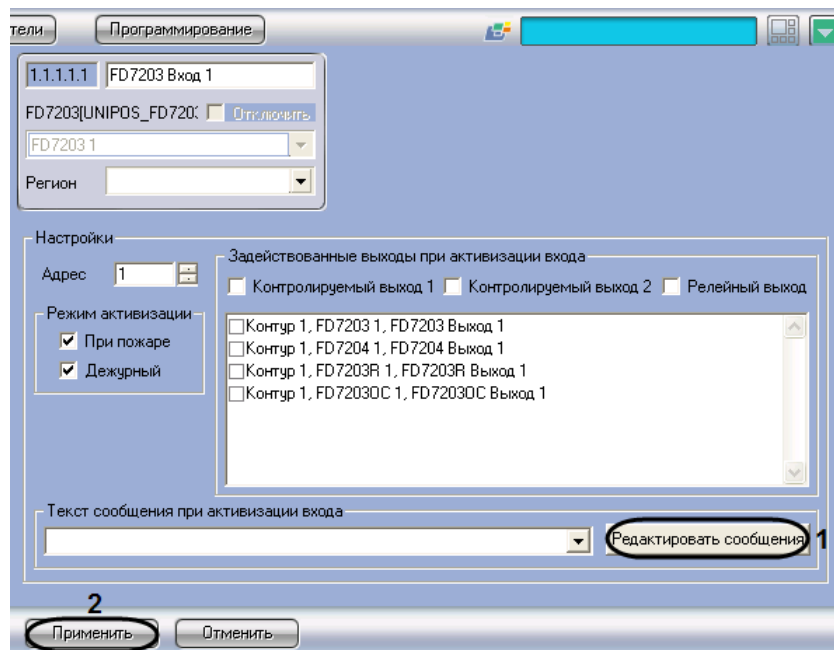 тели Программирование
1.1.1.1.1 FD7203 Вход 1
FD7203[UNIPOS_FD720: Отключить
FD7203 1
Регион
Настройки
Адрес 1
Режим активизации
При пожаре
Дежурный
Задействованные выходы при активизации входа
Контролируемый выход 1 Контролируемый выход 2 Релейный выход
Контур 1, FD7203 1, FD7203 Выход 1
Контур 1, FD7204 1, FD7204 Выход 1
Контур 1, FD7203R 1, FD7203R Выход 1
Контур 1, FD7203OC 1, FD7203OC Выход 1
Текст сообщения при активизации входа
Редактировать сообщения 1
2
Применить Отменить